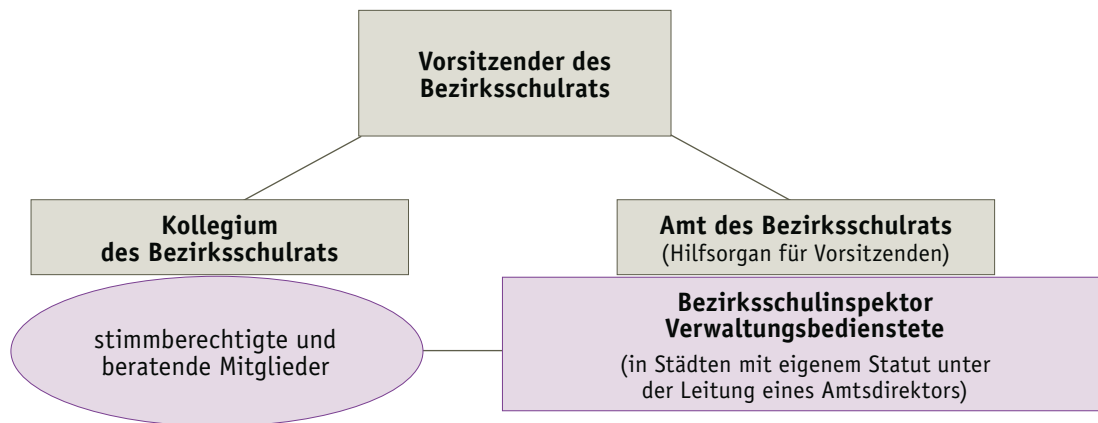 Vorsitzender des
Bezirksschulrats
Kollegium
des Bezirksschulrats
stimmberechtigte und
beratende Mitglieder
Amt des Bezirksschulrats
(Hilfsorgan für Vorsitzenden)
Bezirksschulinspektor
Verwaltungsbedienstete
(in Städten mit eigenem Statut unter
der Leitung eines Amtsdirektors)